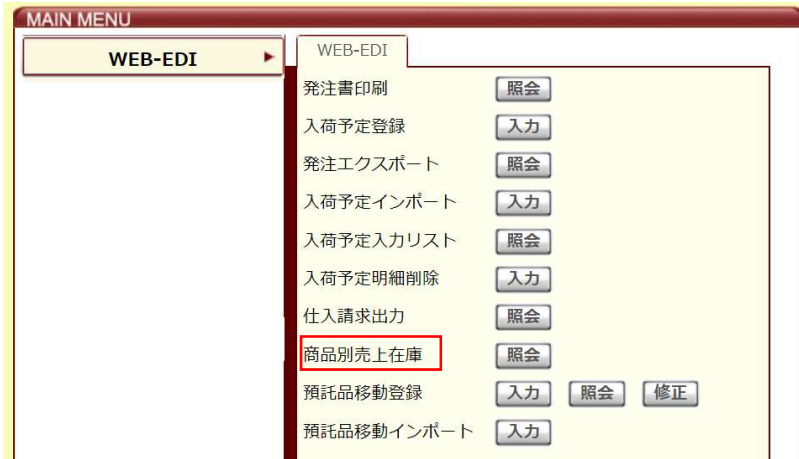 MAIN MENU
WEB-EDI
WEB-EDI
発注書印刷 照会
入荷予定登録 入力
発注エクスポート 照会
入荷予定インポート 入力
入荷予定入力リスト 照会
入荷予定明細削除 入力
仕入請求出力 照会
商品別売上在庫 照会
預託品移動登録 入力 照会 修正
預託品移動インポート 入力